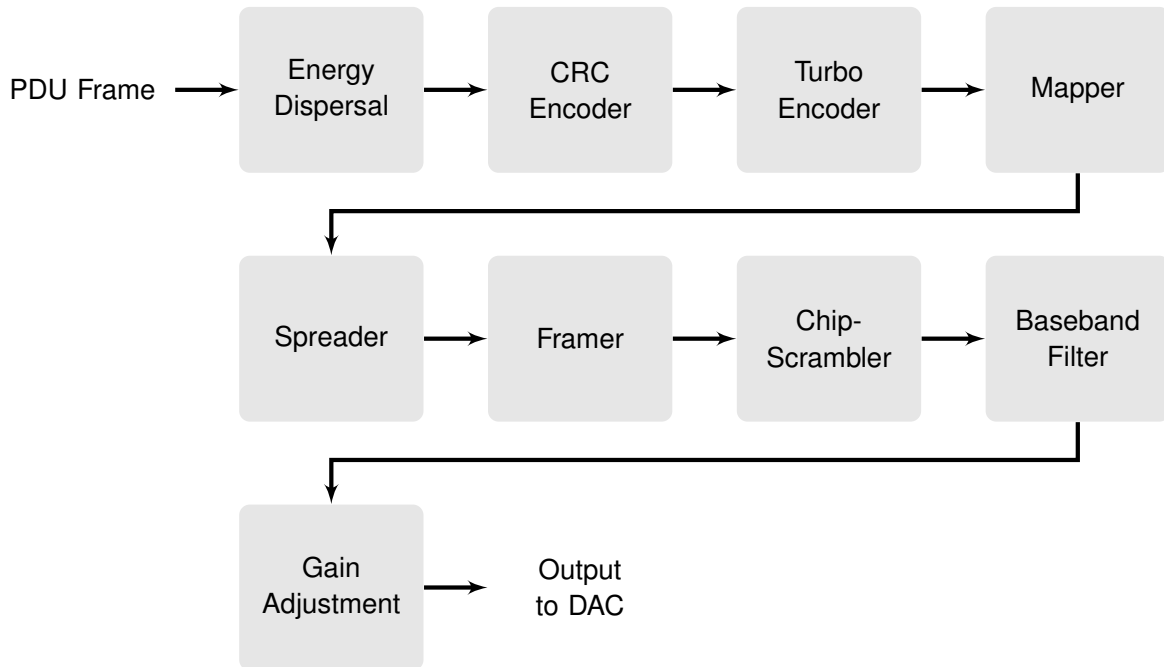 PDU Frame
Energy
Dispersal
CRC
Encoder
Turbo
Encoder
Mapper
Spreader
Framer
Chip-
Scrambler
Baseband
Filter
Gain
Adjustment
Output
to DAC